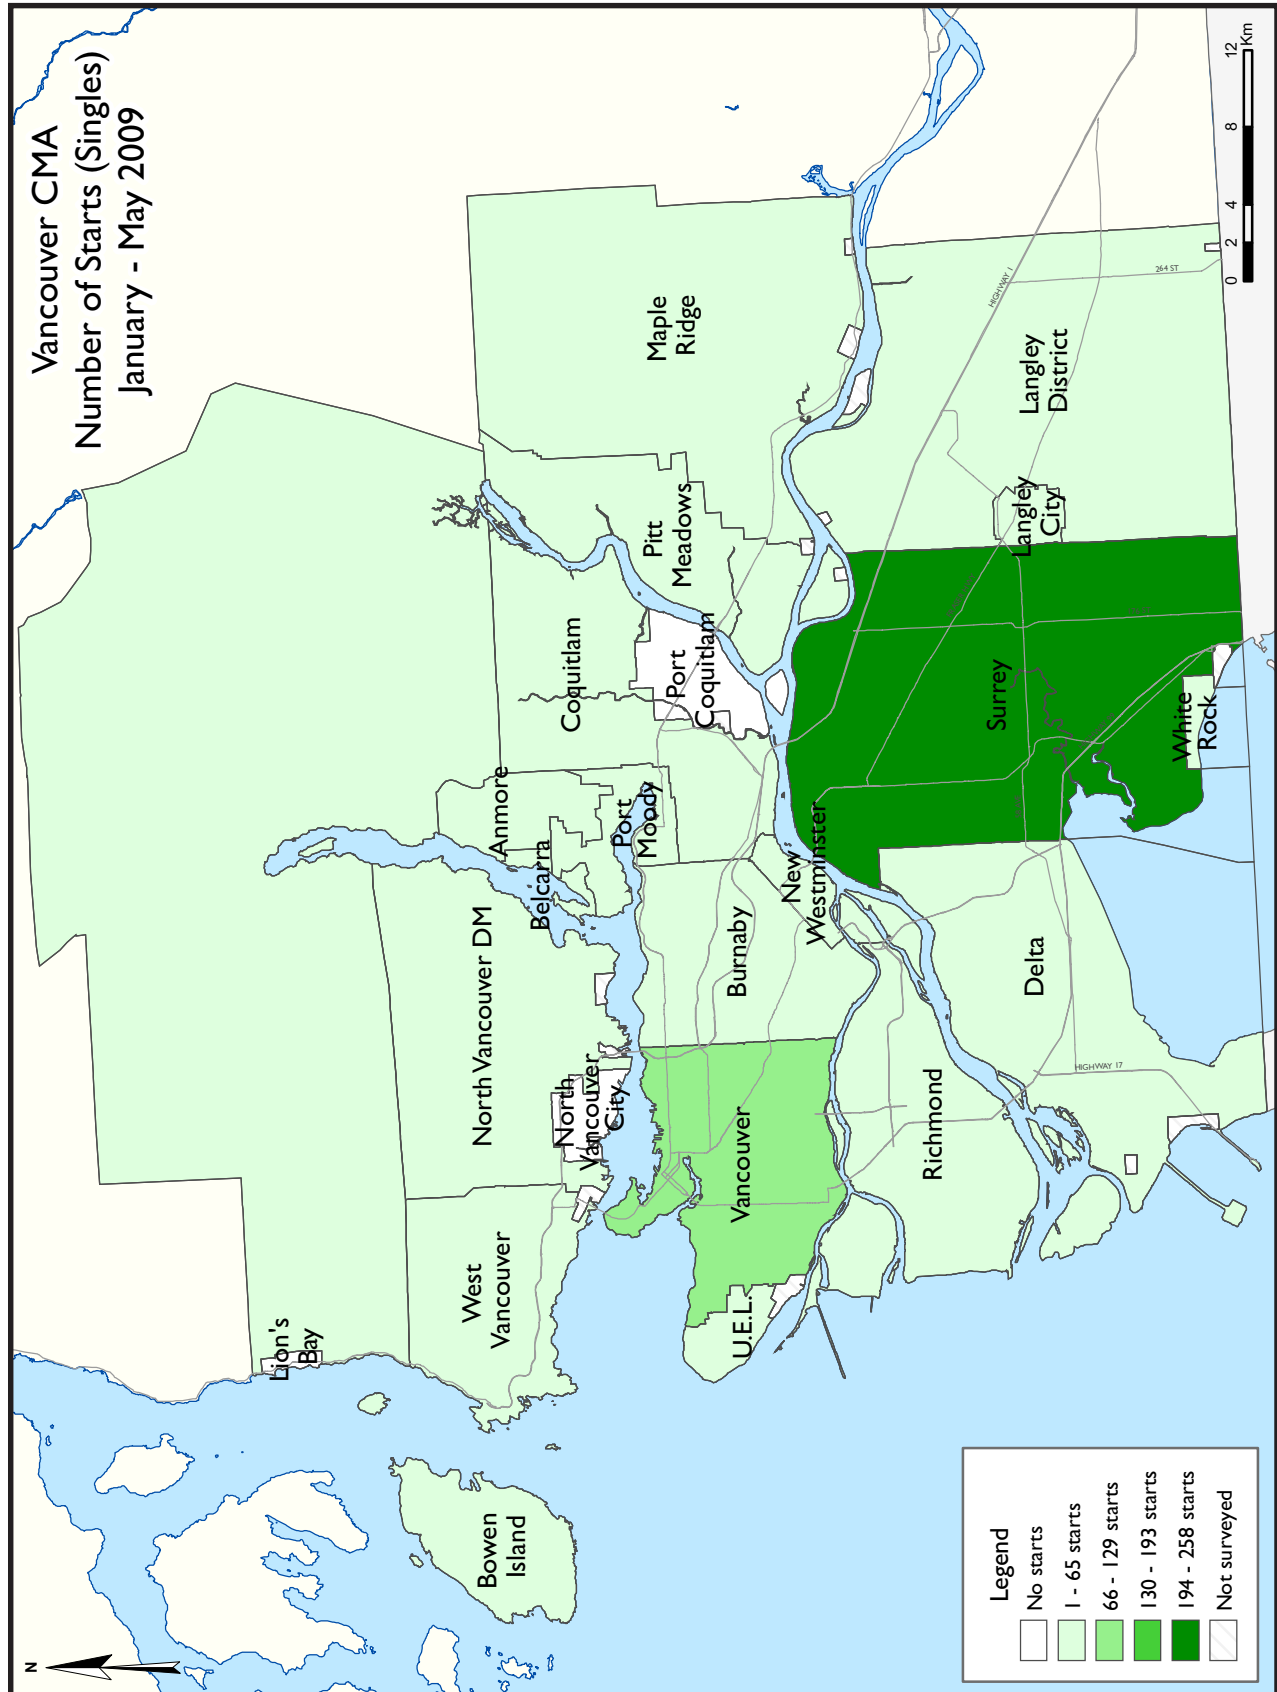 Vancouver CMA
Number of Starts (Singles)
January - May 2009
N
Lion's
Bay
Bowen
Island
West
Vancouver
North Vancouver DM
North
Vancouver
City
Belcarra
Anmore
Port
Moody
Coquitlam
Port
Coquitlam
Pitt
Meadows
Maple
Ridge
U.E.L.
Vancouver
Burnaby
New
Westminster
Richmond
Delta
Surrey
White
Rock
Langley
City
Langley
District
HIGHWAY 1
264 ST
HIGHWAY 17
Legend
No starts
1 - 65 starts
66 - 129 starts
130 - 193 starts
194 - 258 starts
Not surveyed
0 2 4 8 12
Km